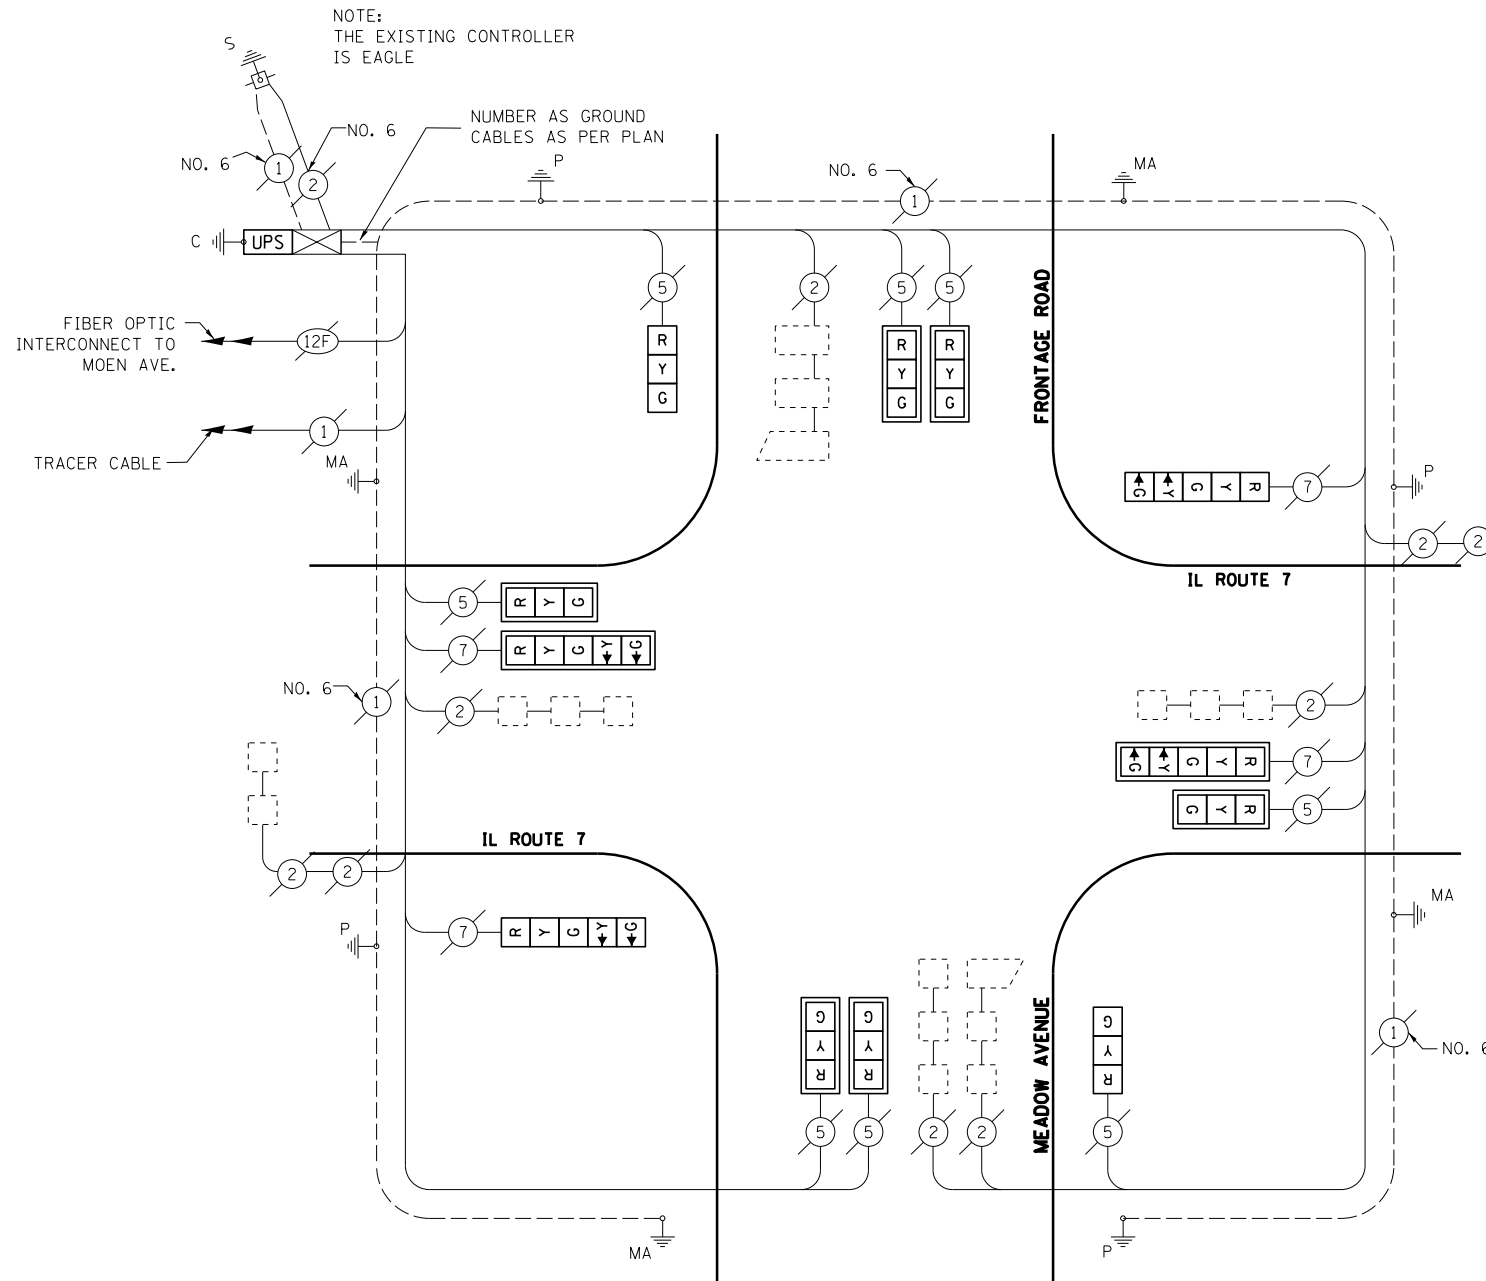 NOTE:
THE EXISTING CONTROLLER
IS EAGLE
S
NO. 6
NUMBER AS GROUND
CABLES AS PER PLAN
NO. 6
1
2
P
NO. 6
1
MA
C
UPS
5
2
5
5
R
Y
G
R
Y
G
R
Y
G
FRONTAGE ROAD
FIBER OPTIC
INTERCONNECT TO
MOEN AVE.
12F
1
TRACER CABLE
MA
G Y G Y R
7
P
2
2
IL ROUTE 7
5
R Y G
7
R Y G Y G
NO. 6
1
2
2
G Y G Y R
7
G Y R
5
IL ROUTE 7
2
2
MA
P
7
R Y G Y G
G
Y
R
G
Y
R
G
Y
R
MEADOW AVENUE
1
NO. 6
5
5
2
2
5
MA
P